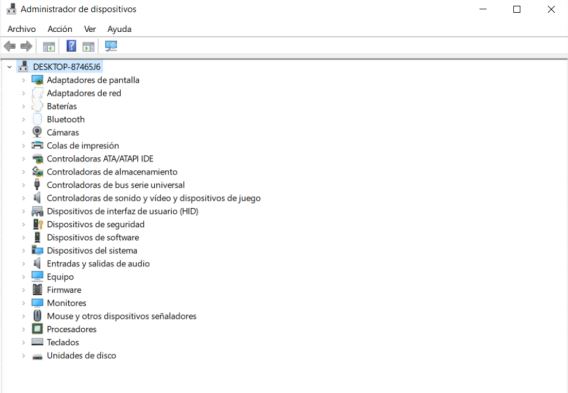 Administrador de dispositivos
Archivo Acción Ver Ayuda
DESKTOP-87465J6
Adaptadores de pantalla
Adaptadores de red
Baterías
Bluetooth
Cámaras
Colas de impresión
Controladoras ATA/ATAPI IDE
Controladoras de almacenamiento
Controladoras de bus serie universal
Controladoras de sonido y vídeo y dispositivos de juego
Dispositivos de interfaz de usuario (HID)
Dispositivos de seguridad
Dispositivos de software
Dispositivos del sistema
Entradas y salidas de audio
Equipo
Firmware
Monitores
Mouse y otros dispositivos señaladores
Procesadores
Teclados
Unidades de disco